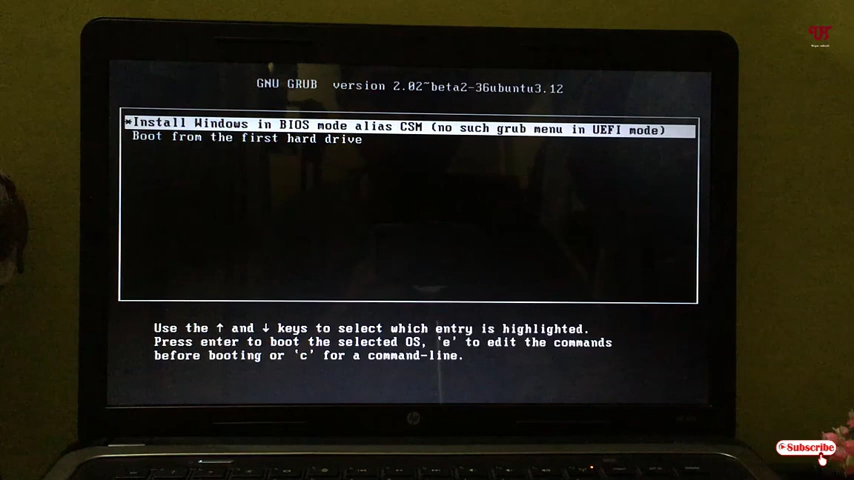 GNU GRUB version 2.02~beta2-36ubuntu3.12
*Install Windows in BIOS mode alias CSM (no such grub menu in UEFI mode)
Boot from the first hard drive
Use the ↑ and ↓ keys to select which entry is highlighted.
Press enter to boot the selected OS, 'e' to edit the commands
before booting or 'c' for a command-line.
hp
Subscribe